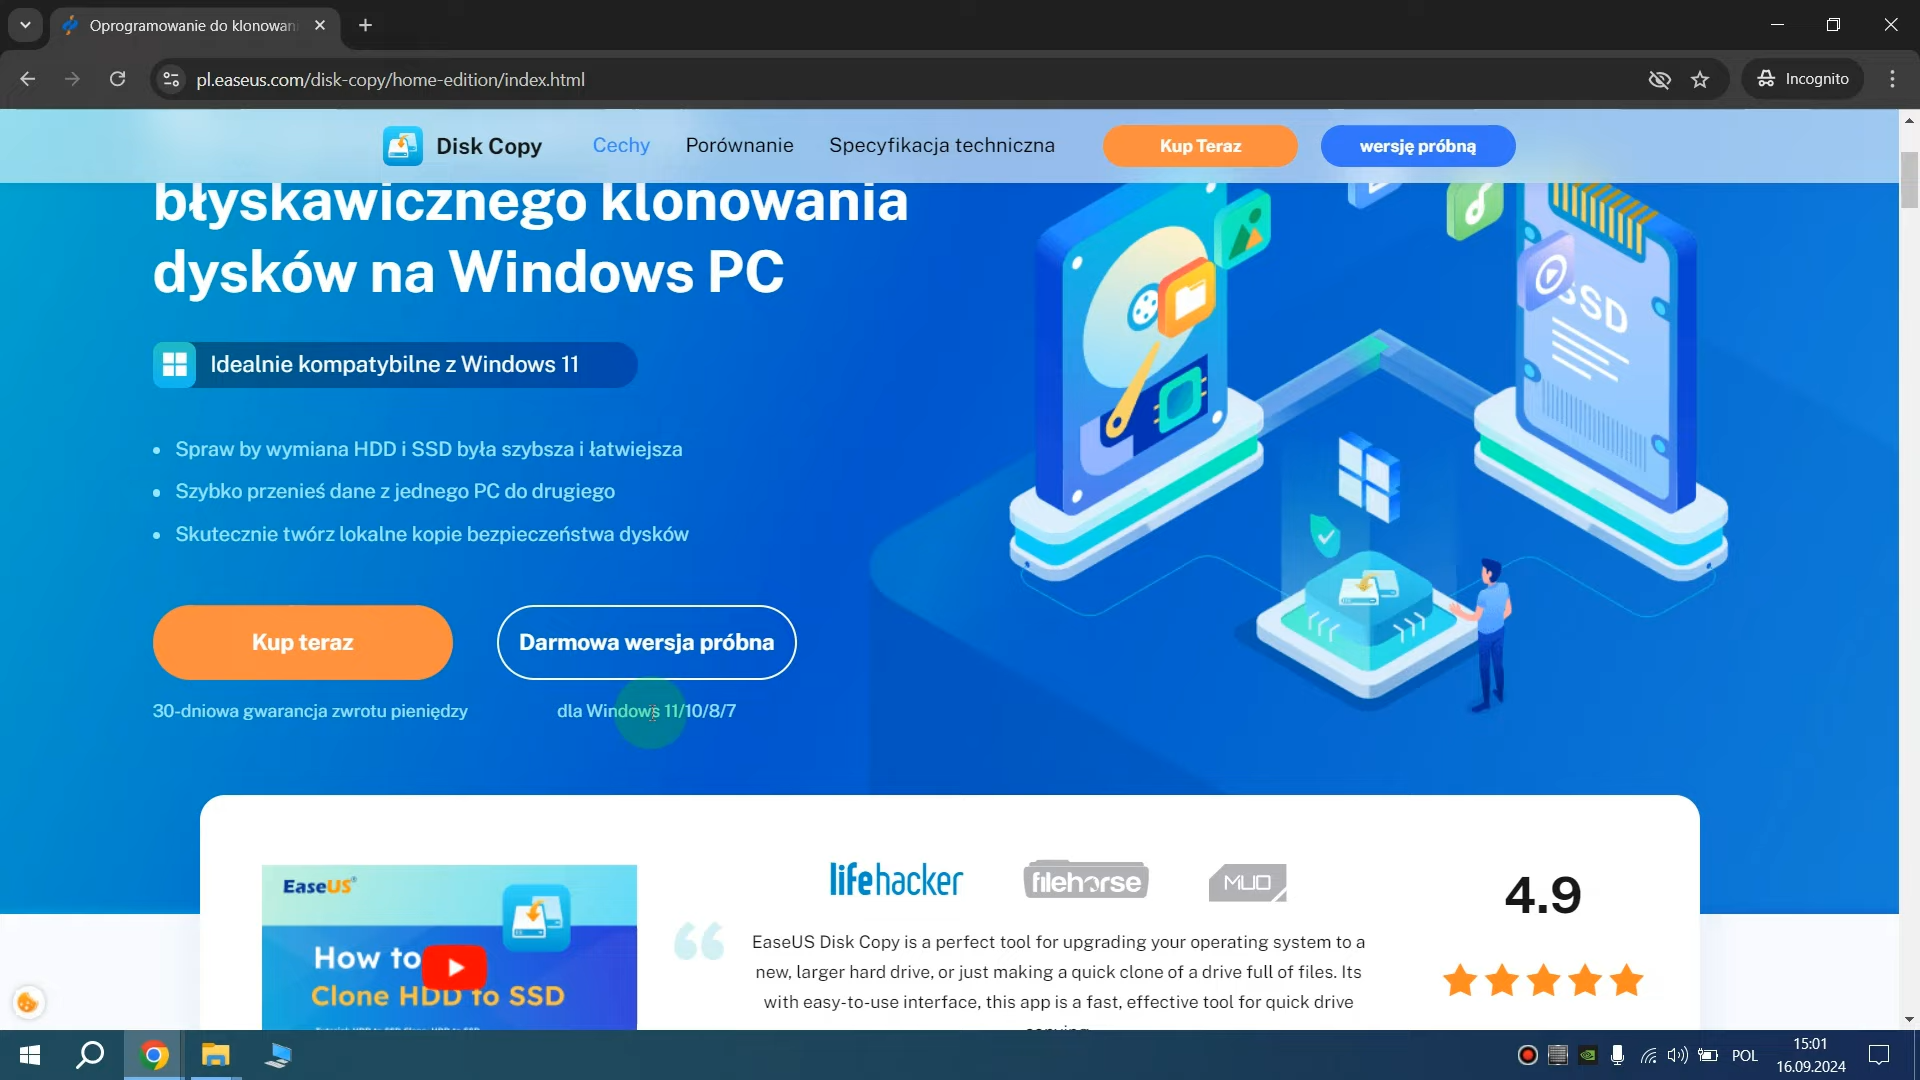 Oprogramowanie do klonowan
pl.easeus.com/disk-copy/home-edition/index.html
Incognito
Disk Copy
Cechy
Porównanie
Specyfikacja techniczna
Kup Teraz
wersję próbną
błyskawicznego klonowania
dysków na Windows PC
Idealnie kompatybilne z Windows 11
Spraw by wymiana HDD i SSD była szybsza i łatwiejsza
Szybko przenieś dane z jednego PC do drugiego
Skutecznie twórz lokalne kopie bezpieczeństwa dysków
Kup teraz
Darmowa wersja próbna
30-dniowa gwarancja zwrotu pieniędzy
dla Windows 11/10/8/7
SSD
EaseUS®
How to
Clone HDD to SSD
lifehacker
filehorse
MUO
4.9
EaseUS Disk Copy is a perfect tool for upgrading your operating system to a
new, larger hard drive, or just making a quick clone of a drive full of files. Its
with easy-to-use interface, this app is a fast, effective tool for quick drive
POL
15:01
16.09.2024